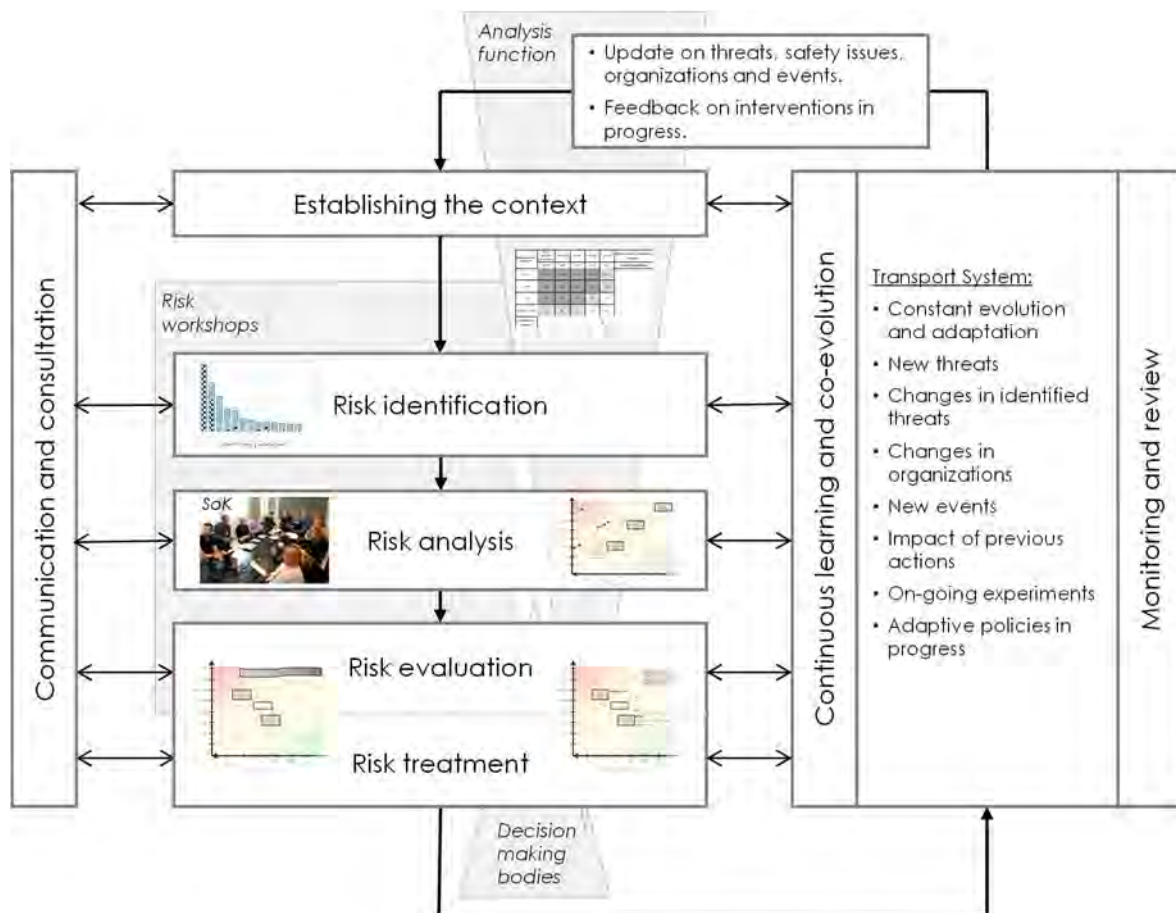 Analysis
function
• Update on threats, safety issues,
organizations and events.
• Feedback on interventions in
progress.
Communication and consultation
Establishing the context
Risk
workshops
Risk identification
SoK
Risk analysis
Risk evaluation
Risk treatment
Decision
making
bodies
Continuous learning and co-evolution
Transport System:
• Constant evolution
and adaptation
• New threats
• Changes in identified
threats
• Changes in
organizations
• New events
• Impact of previous
actions
• On-going experiments
• Adaptive policies in
progress
Monitoring and review